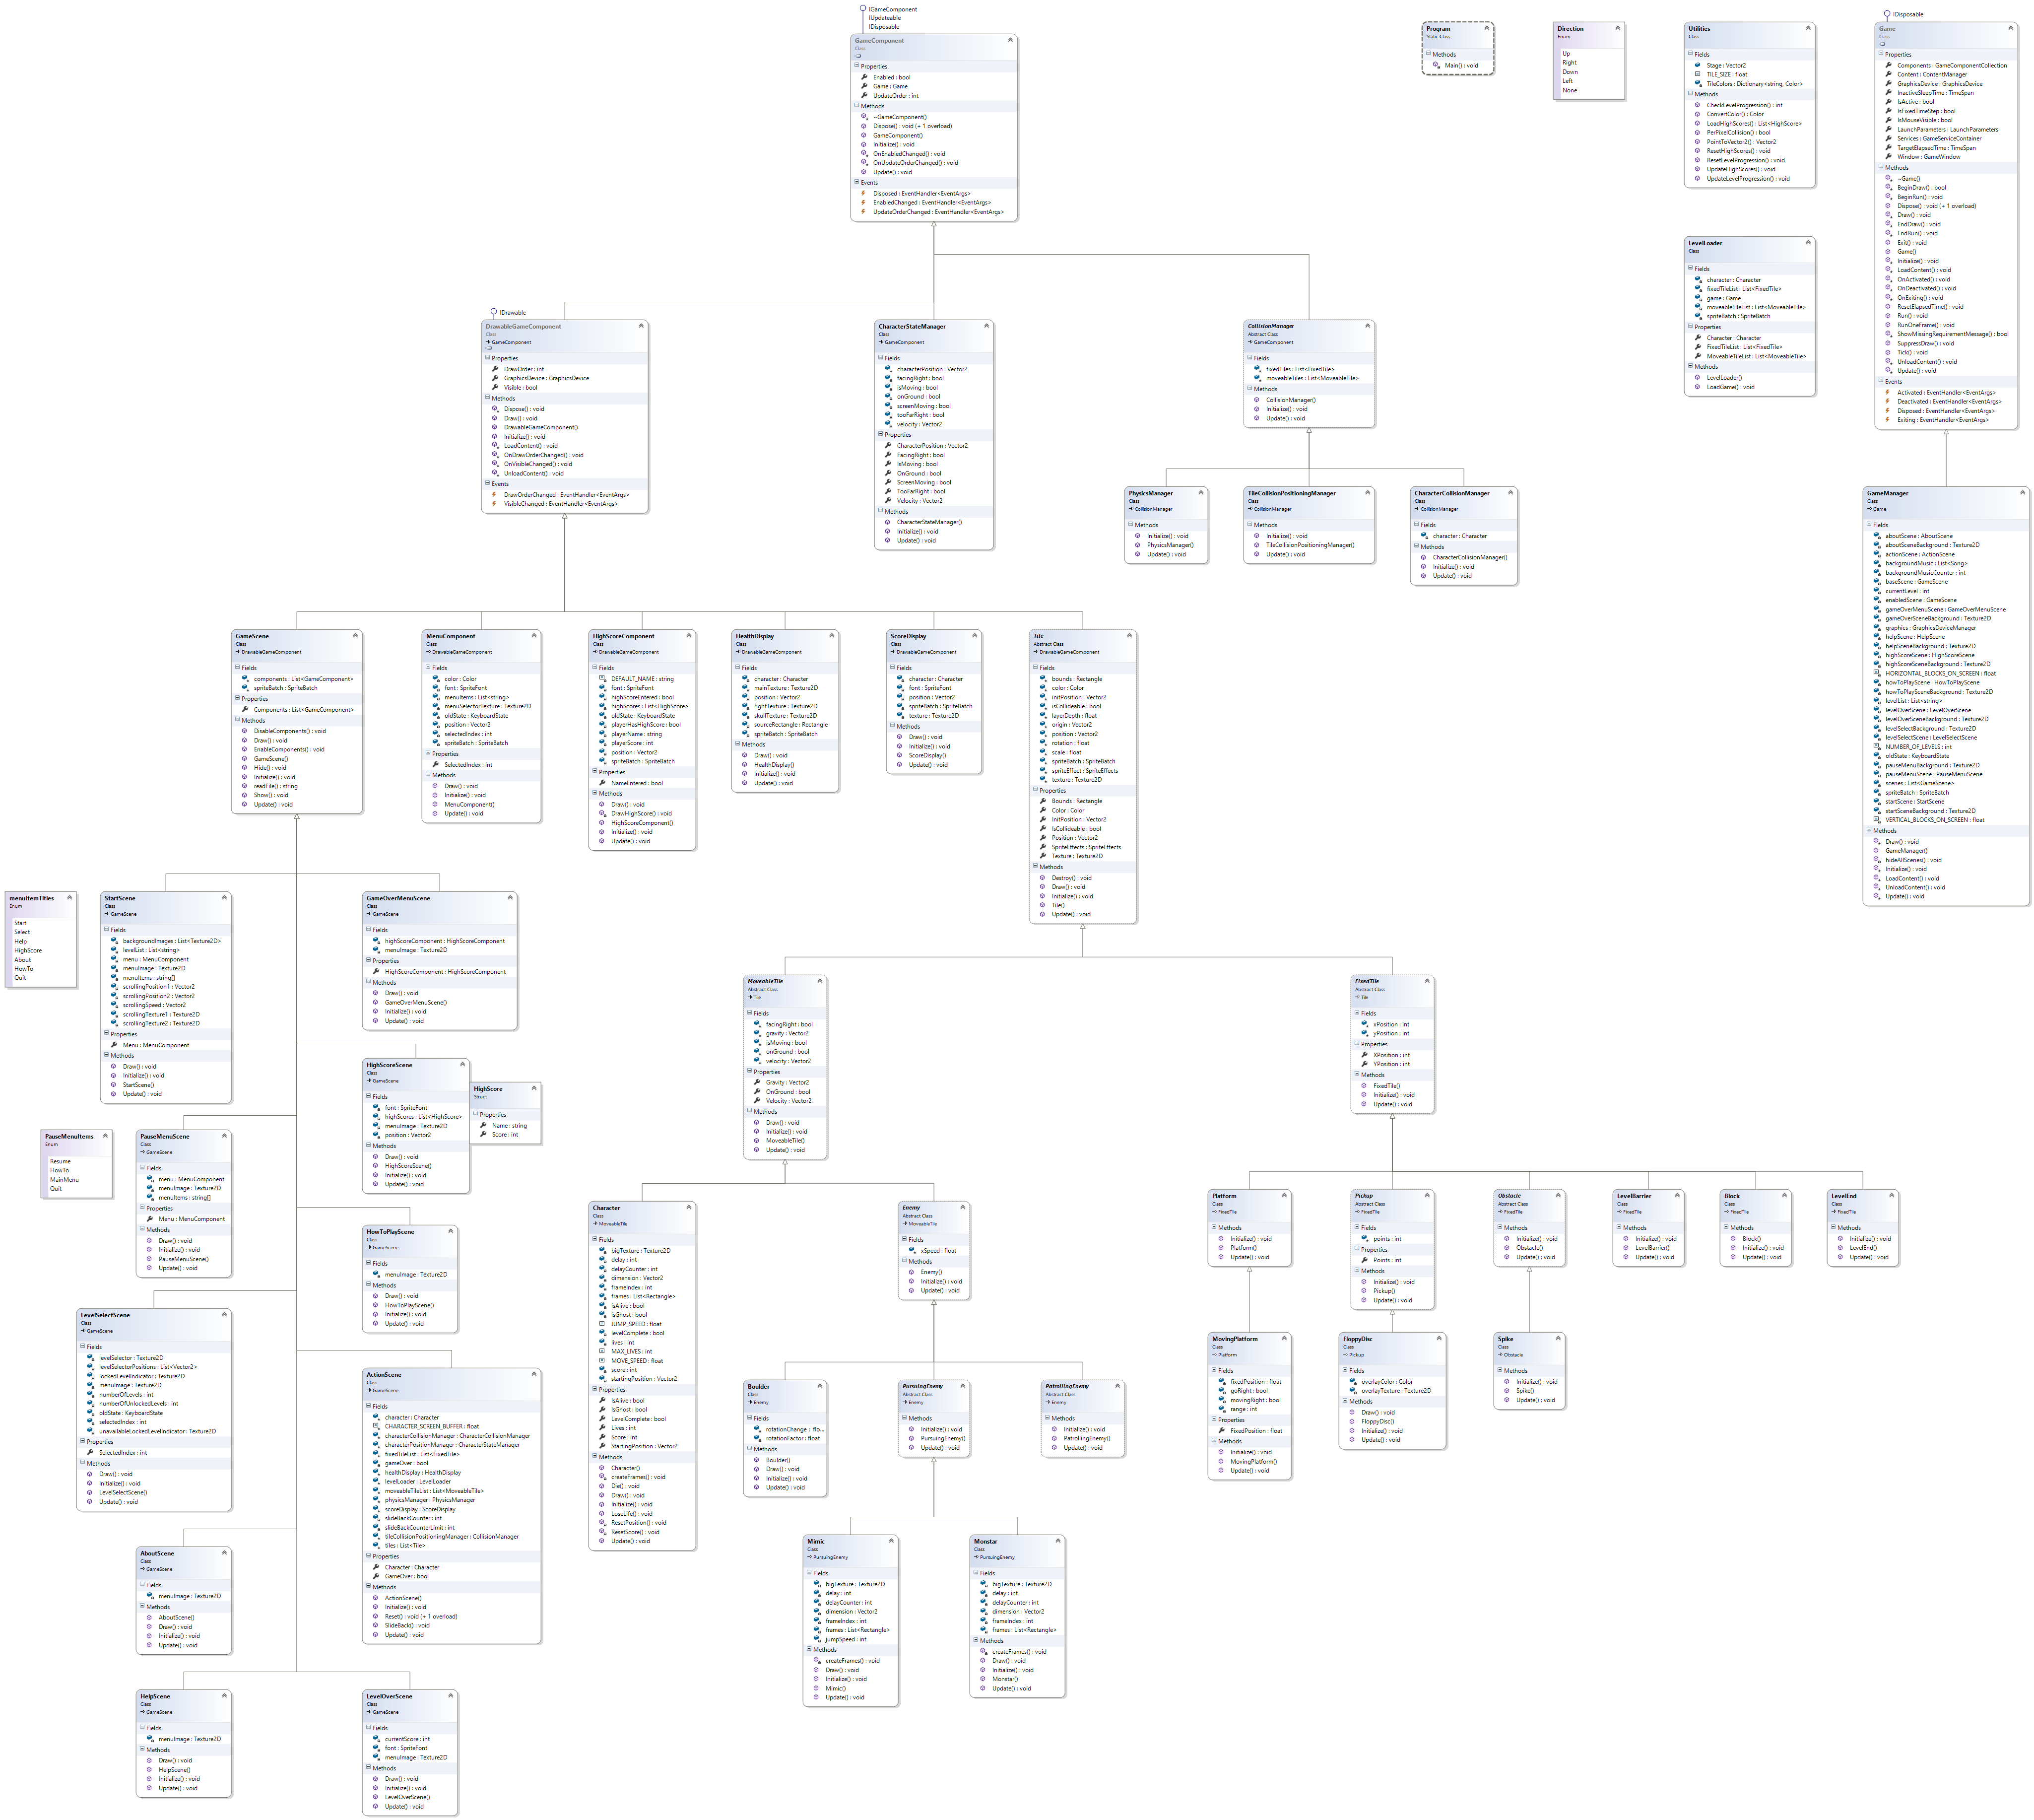 IGameComponent
IUpdateable
IDisposable
GameComponent
Class
Properties
Enabled : bool
Game : Game
UpdateOrder : int
Methods
~GameComponent()
Dispose() : void (+ 1 overload)
GameComponent()
Initialize() : void
OnEnabledChanged() : void
OnUpdateOrderChanged() : void
Update() : void
Events
Disposed : EventHandler<EventArgs>
EnabledChanged : EventHandler<EventArgs>
UpdateOrderChanged : EventHandler<EventArgs>
Program
Static Class
Methods
Main() : void
Direction
Enum
Up
Right
Down
Left
None
Utilities
Class
Fields
Stage : Vector2
TILE_SIZE : float
TileColors : Dictionary<string, Color>
Methods
CheckLevelProgression() : int
ConvertColor() : Color
LoadHighScores() : List<HighScore>
PerPixelCollision() : bool
PointToVector2() : Vector2
ResetHighScores() : void
ResetLevelProgression() : void
UpdateHighScores() : void
UpdateLevelProgression() : void
IDisposable
Game
Class
Properties
Components : GameComponentCollection
Content : ContentManager
GraphicsDevice : GraphicsDevice
InactiveSleepTime : TimeSpan
IsActive : bool
IsFixedTimeStep : bool
IsMouseVisible : bool
LaunchParameters : LaunchParameters
Services : GameServiceContainer
TargetElapsedTime : TimeSpan
Window : GameWindow
Methods
~Game()
BeginDraw() : bool
BeginRun() : void
Dispose() : void (+ 1 overload)
Draw() : void
EndDraw() : void
EndRun() : void
Exit() : void
Game()
Initialize() : void
LoadContent() : void
OnActivated() : void
OnDeactivated() : void
OnExiting() : void
ResetElapsedTime() : void
Run() : void
RunOneFrame() : void
ShowMissingRequirementMessage() : bool
SuppressDraw() : void
Tick() : void
UnloadContent() : void
Update() : void
Events
Activated : EventHandler<EventArgs>
Deactivated : EventHandler<EventArgs>
Disposed : EventHandler<EventArgs>
Exiting : EventHandler<EventArgs>
LevelLoader
Class
Fields
character : Character
fixedTileList : List<FixedTile>
game : Game
moveableTileList : List<MoveableTile>
spriteBatch : SpriteBatch
Properties
Character : Character
FixedTileList : List<FixedTile>
MoveableTileList : List<MoveableTile>
Methods
LevelLoader()
LoadGame() : void
IDrawable
DrawableGameComponent
Class
GameComponent
Properties
DrawOrder : int
GraphicsDevice : GraphicsDevice
Visible : bool
Methods
Dispose() : void
Draw() : void
DrawableGameComponent()
Initialize() : void
LoadContent() : void
OnDrawOrderChanged() : void
OnVisibleChanged() : void
UnloadContent() : void
Events
DrawOrderChanged : EventHandler<EventArgs>
VisibleChanged : EventHandler<EventArgs>
CharacterStateManager
Class
GameComponent
Fields
characterPosition : Vector2
facingRight : bool
isMoving : bool
onGround : bool
screenMoving : bool
tooFarRight : bool
velocity : Vector2
Properties
CharacterPosition : Vector2
FacingRight : bool
IsMoving : bool
OnGround : bool
ScreenMoving : bool
TooFarRight : bool
Velocity : Vector2
Methods
CharacterStateManager()
Initialize() : void
Update() : void
CollisionManager
Abstract Class
GameComponent
Fields
fixedTiles : List<FixedTile>
moveableTiles : List<MoveableTile>
Methods
CollisionManager()
Initialize() : void
Update() : void
PhysicsManager
Class
CollisionManager
Methods
Initialize() : void
PhysicsManager()
Update() : void
TileCollisionPositioningManager
Class
CollisionManager
Methods
Initialize() : void
TileCollisionPositioningManager()
Update() : void
CharacterCollisionManager
Class
CollisionManager
Fields
character : Character
Methods
CharacterCollisionManager()
Initialize() : void
Update() : void
GameManager
Class
Game
Fields
aboutScene : AboutScene
aboutSceneBackground : Texture2D
actionScene : ActionScene
backgroundMusic : List<Song>
backgroundMusicCounter : int
baseScene : GameScene
currentLevel : int
enabledScene : GameScene
gameOverMenuScene : GameOverMenuScene
gameOverSceneBackground : Texture2D
graphics : GraphicsDeviceManager
helpScene : HelpScene
helpSceneBackground : Texture2D
highScoreScene : HighScoreScene
highScoreSceneBackground : Texture2D
HORIZONTAL_BLOCKS_ON_SCREEN : float
howToPlayScene : HowToPlayScene
howToPlaySceneBackground : Texture2D
levelList : List<string>
levelOverScene : LevelOverScene
levelOverSceneBackground : Texture2D
levelSelectBackground : Texture2D
levelSelectScene : LevelSelectScene
NUMBER_OF_LEVELS : int
oldState : KeyboardState
pauseMenuBackground : Texture2D
pauseMenuScene : PauseMenuScene
scenes : List<GameScene>
spriteBatch : SpriteBatch
startScene : StartScene
startSceneBackground : Texture2D
VERTICAL_BLOCKS_ON_SCREEN : float
Methods
Draw() : void
GameManager()
hideAllScenes() : void
Initialize() : void
LoadContent() : void
UnloadContent() : void
Update() : void
GameScene
Class
DrawableGameComponent
Fields
components : List<GameComponent>
spriteBatch : SpriteBatch
Properties
Components : List<GameComponent>
Methods
DisableComponents() : void
Draw() : void
EnableComponents() : void
GameScene()
Hide() : void
Initialize() : void
readFile() : string
Show() : void
Update() : void
MenuComponent
Class
DrawableGameComponent
Fields
color : Color
font : SpriteFont
menuItems : List<string>
menuSelectorTexture : Texture2D
oldState : KeyboardState
position : Vector2
selectedIndex : int
spriteBatch : SpriteBatch
Properties
SelectedIndex : int
Methods
Draw() : void
Initialize() : void
MenuComponent()
Update() : void
HighScoreComponent
Class
DrawableGameComponent
Fields
DEFAULT_NAME : string
font : SpriteFont
highScoreEntered : bool
highScores : List<HighScore>
oldState : KeyboardState
playerHasHighScore : bool
playerName : string
playerScore : int
position : Vector2
spriteBatch : SpriteBatch
Properties
NameEntered : bool
Methods
Draw() : void
DrawHighScore() : void
HighScoreComponent()
Initialize() : void
Update() : void
HealthDisplay
Class
DrawableGameComponent
Fields
character : Character
mainTexture : Texture2D
position : Vector2
rightTexture : Texture2D
skullTexture : Texture2D
sourceRectangle : Rectangle
spriteBatch : SpriteBatch
Methods
Draw() : void
HealthDisplay()
Initialize() : void
Update() : void
ScoreDisplay
Class
DrawableGameComponent
Fields
character : Character
font : SpriteFont
position : Vector2
spriteBatch : SpriteBatch
texture : Texture2D
Methods
Draw() : void
Initialize() : void
ScoreDisplay()
Update() : void
Tile
Abstract Class
DrawableGameComponent
Fields
bounds : Rectangle
color : Color
initPosition : Vector2
isCollideable : bool
layerDepth : float
origin : Vector2
position : Vector2
rotation : float
scale : float
spriteBatch : SpriteBatch
spriteEffect : SpriteEffects
texture : Texture2D
Properties
Bounds : Rectangle
Color : Color
InitPosition : Vector2
IsCollideable : bool
Position : Vector2
SpriteEffects : SpriteEffects
Texture : Texture2D
Methods
Destroy() : void
Draw() : void
Initialize() : void
Tile()
Update() : void
menuItemTitles
Enum
Start
Select
Help
HighScore
About
HowTo
Quit
StartScene
Class
GameScene
Fields
backgroundImages : List<Texture2D>
levelList : List<string>
menu : MenuComponent
menuImage : Texture2D
menuItems : string[]
scrollingPosition1 : Vector2
scrollingPosition2 : Vector2
scrollingSpeed : Vector2
scrollingTexture1 : Texture2D
scrollingTexture2 : Texture2D
Properties
Menu : MenuComponent
Methods
Draw() : void
Initialize() : void
StartScene()
Update() : void
GameOverMenuScene
Class
GameScene
Fields
highScoreComponent : HighScoreComponent
menuImage : Texture2D
Properties
HighScoreComponent : HighScoreComponent
Methods
Draw() : void
GameOverMenuScene()
Initialize() : void
Update() : void
HighScoreScene
Class
GameScene
Fields
font : SpriteFont
highScores : List<HighScore>
menuImage : Texture2D
position : Vector2
Methods
Draw() : void
HighScoreScene()
Initialize() : void
Update() : void
HighScore
Struct
Properties
Name : string
Score : int
PauseMenuItems
Enum
Resume
HowTo
MainMenu
Quit
PauseMenuScene
Class
GameScene
Fields
menu : MenuComponent
menuImage : Texture2D
menuItems : string[]
Properties
Menu : MenuComponent
Methods
Draw() : void
Initialize() : void
PauseMenuScene()
Update() : void
HowToPlayScene
Class
GameScene
Fields
menuImage : Texture2D
Methods
Draw() : void
HowToPlayScene()
Initialize() : void
Update() : void
LevelSelectScene
Class
GameScene
Fields
levelSelector : Texture2D
levelSelectorPositions : List<Vector2>
lockedLevelIndicator : Texture2D
menuImage : Texture2D
numberOfLevels : int
numberOfUnlockedLevels : int
oldState : KeyboardState
selectedIndex : int
unavailableLockedLevelIndicator : Texture2D
Properties
SelectedIndex : int
Methods
Draw() : void
Initialize() : void
LevelSelectScene()
Update() : void
ActionScene
Class
GameScene
Fields
character : Character
CHARACTER_SCREEN_BUFFER : float
characterCollisionManager : CharacterCollisionManager
characterPositionManager : CharacterStateManager
fixedTileList : List<FixedTile>
gameOver : bool
healthDisplay : HealthDisplay
levelLoader : LevelLoader
moveableTileList : List<MoveableTile>
physicsManager : PhysicsManager
scoreDisplay : ScoreDisplay
slideBackCounter : int
slideBackCounterLimit : int
tileCollisionPositioningManager : CollisionManager
tiles : List<Tile>
Properties
Character : Character
GameOver : bool
Methods
ActionScene()
Initialize() : void
Reset() : void (+ 1 overload)
SlideBack() : void
Update() : void
AboutScene
Class
GameScene
Fields
menuImage : Texture2D
Methods
AboutScene()
Draw() : void
Initialize() : void
Update() : void
HelpScene
Class
GameScene
Fields
menuImage : Texture2D
Methods
Draw() : void
HelpScene()
Initialize() : void
Update() : void
LevelOverScene
Class
GameScene
Fields
currentScore : int
font : SpriteFont
menuImage : Texture2D
Methods
Draw() : void
Initialize() : void
LevelOverScene()
Update() : void
MoveableTile
Abstract Class
Tile
Fields
facingRight : bool
gravity : Vector2
isMoving : bool
onGround : bool
velocity : Vector2
Properties
Gravity : Vector2
OnGround : bool
Velocity : Vector2
Methods
Draw() : void
Initialize() : void
MoveableTile()
Update() : void
FixedTile
Abstract Class
Tile
Fields
xPosition : int
yPosition : int
Properties
XPosition : int
YPosition : int
Methods
FixedTile()
Initialize() : void
Update() : void
Character
Class
MoveableTile
Fields
bigTexture : Texture2D
delay : int
delayCounter : int
dimension : Vector2
frameIndex : int
frames : List<Rectangle>
isAlive : bool
isGhost : bool
JUMP_SPEED : float
levelComplete : bool
lives : int
MAX_LIVES : int
MOVE_SPEED : float
score : int
startingPosition : Vector2
Properties
IsAlive : bool
IsGhost : bool
LevelComplete : bool
Lives : int
Score : int
StartingPosition : Vector2
Methods
Character()
createFrames() : void
Die() : void
Draw() : void
Initialize() : void
LoseLife() : void
ResetPosition() : void
ResetScore() : void
Update() : void
Enemy
Abstract Class
MoveableTile
Fields
xSpeed : float
Methods
Enemy()
Initialize() : void
Update() : void
Boulder
Class
Enemy
Fields
rotationChange : flo...
rotationFactor : float
Methods
Boulder()
Draw() : void
Initialize() : void
Update() : void
PursuingEnemy
Abstract Class
Enemy
Methods
Initialize() : void
PursuingEnemy()
Update() : void
PatrollingEnemy
Abstract Class
Enemy
Methods
Initialize() : void
PatrollingEnemy()
Update() : void
Mimic
Class
PursuingEnemy
Fields
bigTexture : Texture2D
delay : int
delayCounter : int
dimension : Vector2
frameIndex : int
frames : List<Rectangle>
jumpSpeed : int
Methods
createFrames() : void
Draw() : void
Initialize() : void
Mimic()
Update() : void
Monstar
Class
PursuingEnemy
Fields
bigTexture : Texture2D
delay : int
delayCounter : int
dimension : Vector2
frameIndex : int
frames : List<Rectangle>
Methods
createFrames() : void
Draw() : void
Initialize() : void
Monstar()
Update() : void
Platform
Class
FixedTile
Methods
Initialize() : void
Platform()
Update() : void
Pickup
Abstract Class
FixedTile
Fields
points : int
Properties
Points : int
Methods
Initialize() : void
Pickup()
Update() : void
Obstacle
Abstract Class
FixedTile
Methods
Initialize() : void
Obstacle()
Update() : void
LevelBarrier
Class
FixedTile
Methods
Initialize() : void
LevelBarrier()
Update() : void
Block
Class
FixedTile
Methods
Block()
Initialize() : void
Update() : void
LevelEnd
Class
FixedTile
Methods
Initialize() : void
LevelEnd()
Update() : void
MovingPlatform
Class
Platform
Fields
fixedPosition : float
goRight : bool
movingRight : bool
range : int
Properties
FixedPosition : float
Methods
Initialize() : void
MovingPlatform()
Update() : void
FloppyDisc
Class
Pickup
Fields
overlayColor : Color
overlayTexture : Texture2D
Methods
Draw() : void
FloppyDisc()
Initialize() : void
Update() : void
Spike
Class
Obstacle
Methods
Initialize() : void
Spike()
Update() : void